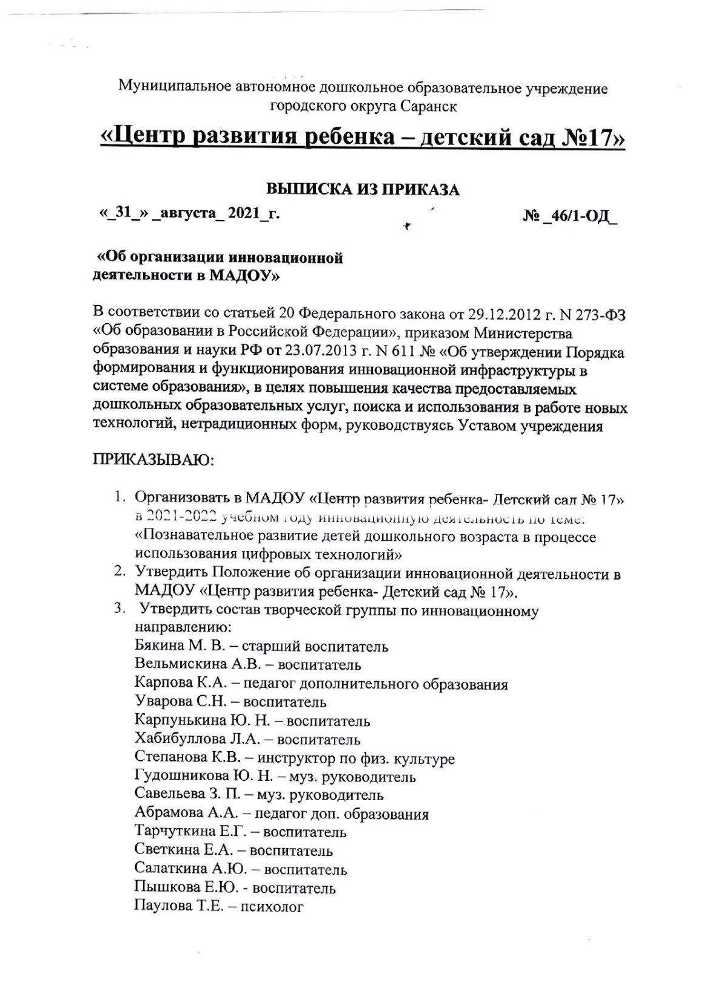 Муниципальное автономное дошкольное образовательное учреждение
городского округа Саранск
«Центр развития ребенка – детский сад №17»
ВЫПИСКА ИЗ ПРИКАЗА
«_31_» _августа_ 2021_г. № _46/1-ОД_
«Об организации инновационной
деятельности в МАДОУ»
В соответствии со статьей 20 Федерального закона от 29.12.2012 г. N 273-ФЗ
«Об образовании в Российской Федерации», приказом Министерства
образования и науки РФ от 23.07.2013 г. N 611 № «Об утверждении Порядка
формирования и функционирования инновационной инфраструктуры в
системе образования», в целях повышения качества предоставляемых
дошкольных образовательных услуг, поиска и использования в работе новых
технологий, нетрадиционных форм, руководствуясь Уставом учреждения
ПРИКАЗЫВАЮ:
1. Организовать в МАДОУ «Центр развития ребенка- Детский сад № 17»
в 2021-2022 учебном году инновационную деятельность по теме:
«Познавательное развитие детей дошкольного возраста в процессе
использования цифровых технологий»
2. Утвердить Положение об организации инновационной деятельности в
МАДОУ «Центр развития ребенка- Детский сад № 17».
3. Утвердить состав творческой группы по инновационному
направлению:
Бякина М. В. – старший воспитатель
Вельмискина А.В. – воспитатель
Карпова К.А. – педагог дополнительного образования
Уварова С.Н. – воспитатель
Карпунькина Ю. Н. – воспитатель
Хабибуллова Л.А. – воспитатель
Степанова К.В. – инструктор по физ. культуре
Гудошникова Ю. Н. – муз. руководитель
Савельева З. П. – муз. руководитель
Абрамова А.А. – педагог доп. образования
Тарчуткина Е.Г. – воспитатель
Светкина Е.А. – воспитатель
Салаткина А.Ю. – воспитатель
Пышкова Е.Ю. - воспитатель
Паулова Т.Е. – психолог